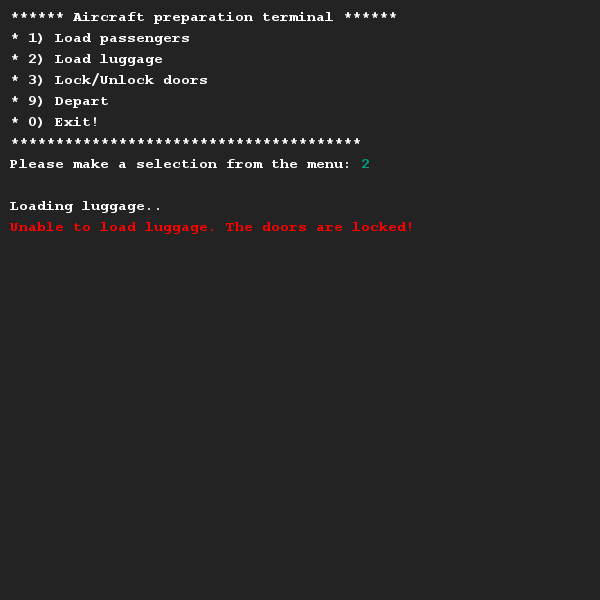 ****** Aircraft preparation terminal ******
* 1) Load passengers
* 2) Load luggage
* 3) Lock/Unlock doors
* 9) Depart
* 0) Exit!
***************************************
Please make a selection from the menu: 2
Loading luggage..
Unable to load luggage. The doors are locked!